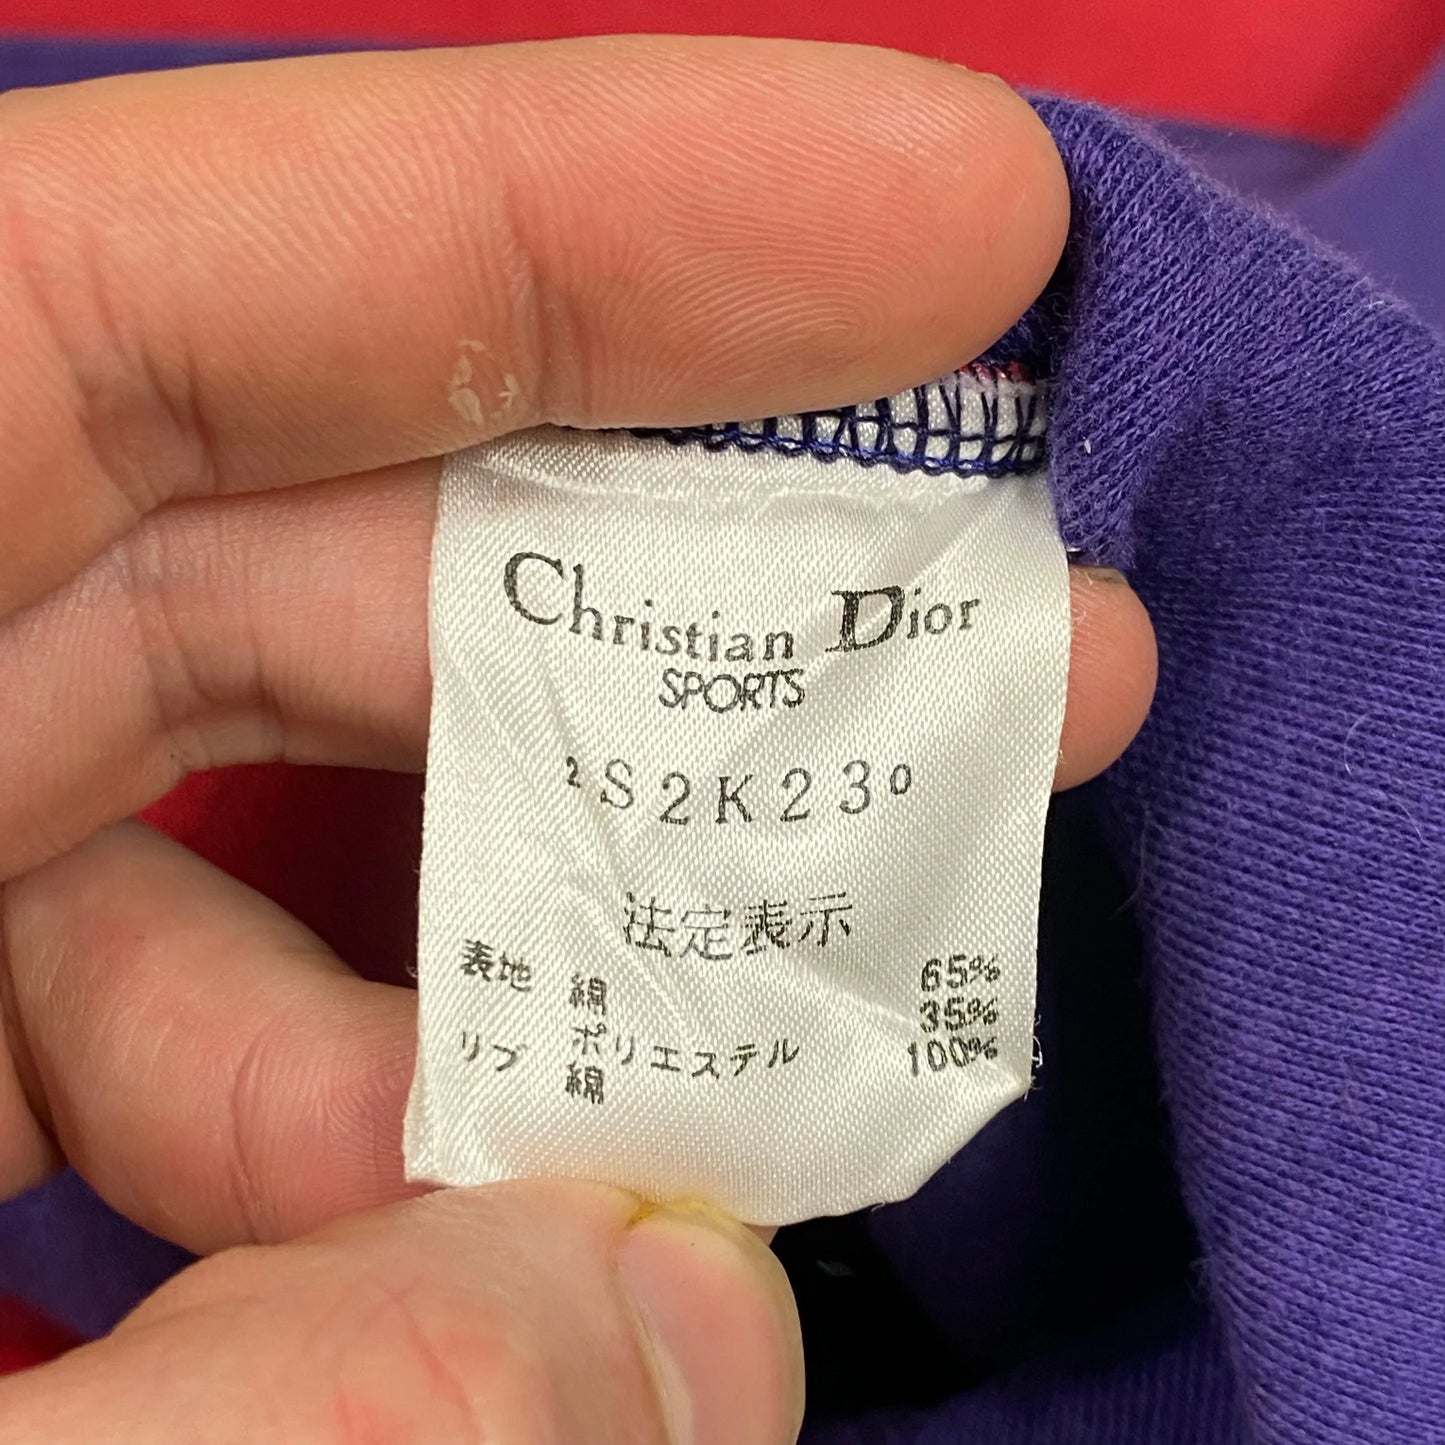 Christian Dior
SPORTS
2S2K230
法定表示
表地 綿 65%
ポリエステル 35%
リブ 綿 100%